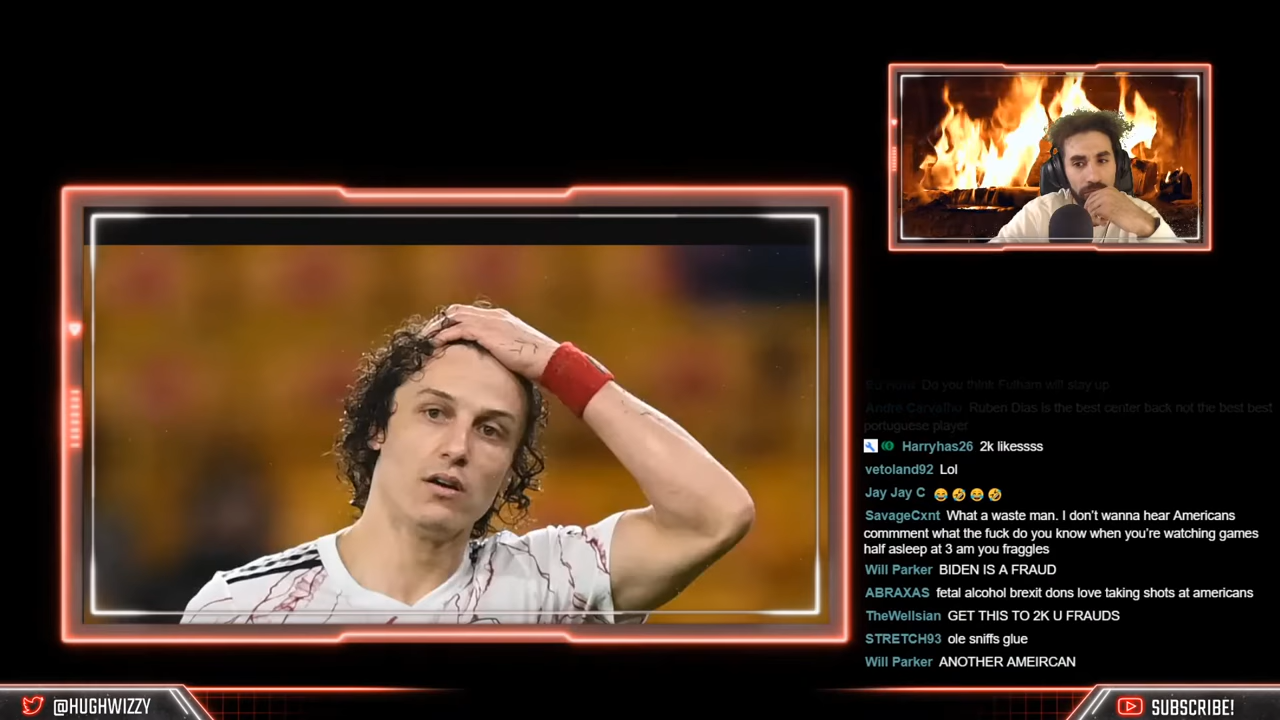 Do you think Fulham will stay up
Andre Carvalho Ruben Dias is the best center back not the best best
portuguese player
Harryhas26 2k likessss
vetoland92 Lol
Jay Jay C 😂🤣😂🤣
SavageCxnt What a waste man. I don't wanna hear Americans
commment what the fuck do you know when you're watching games
half asleep at 3 am you fraggles
Will Parker BIDEN IS A FRAUD
ABRAXAS fetal alcohol brexit dons love taking shots at americans
TheWellsian GET THIS TO 2K U FRAUDS
STRETCH93 ole sniffs glue
Will Parker ANOTHER AMEIRCAN
@HUGHWIZZY
SUBSCRIBE!